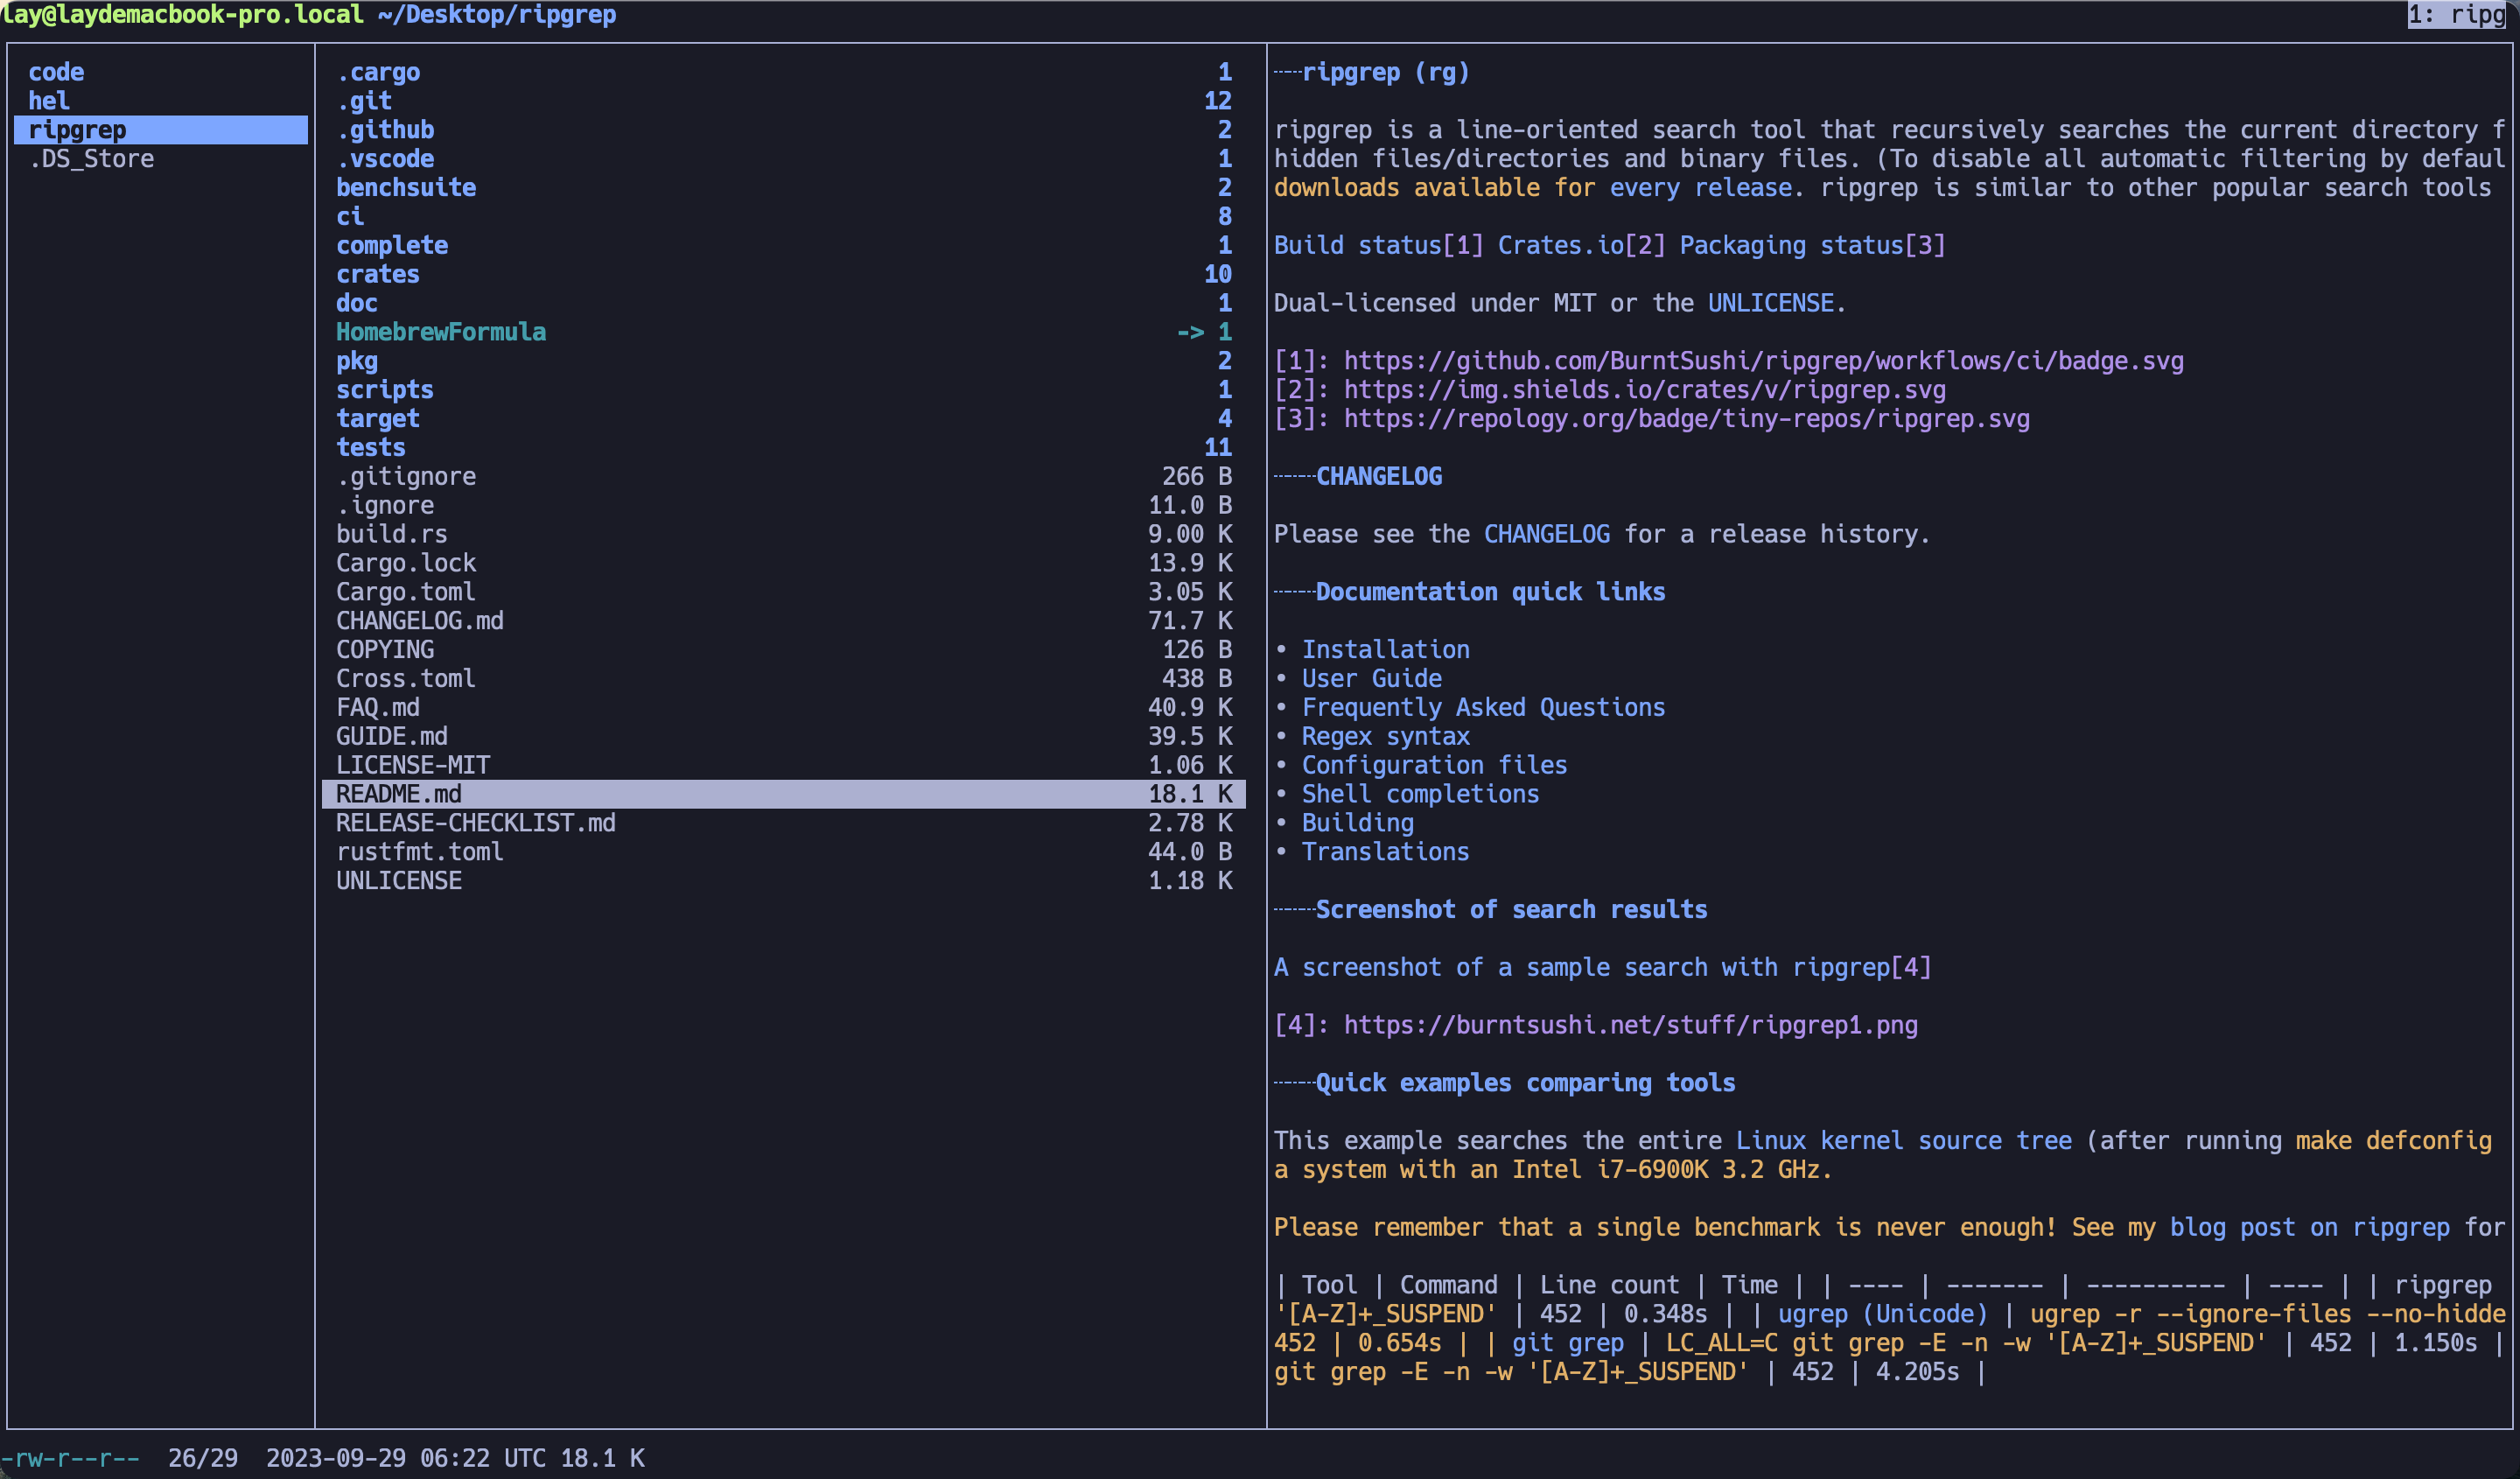 lay@laydemacbook-pro.local ~/Desktop/ripgrep 1: ripg
code
hel
ripgrep
.DS_Store
.cargo 1
.git 12
.github 2
.vscode 1
benchsuite 2
ci 8
complete 1
crates 10
doc 1
HomebrewFormula -> 1
pkg 2
scripts 1
target 4
tests 11
.gitignore 266 B
.ignore 11.0 B
build.rs 9.00 K
Cargo.lock 13.9 K
Cargo.toml 3.05 K
CHANGELOG.md 71.7 K
COPYING 126 B
Cross.toml 438 B
FAQ.md 40.9 K
GUIDE.md 39.5 K
LICENSE-MIT 1.06 K
README.md 18.1 K
RELEASE-CHECKLIST.md 2.78 K
rustfmt.toml 44.0 B
UNLICENSE 1.18 K
┄┄ripgrep (rg)
ripgrep is a line-oriented search tool that recursively searches the current directory f
hidden files/directories and binary files. (To disable all automatic filtering by defaul
downloads available for every release. ripgrep is similar to other popular search tools
Build status[1] Crates.io[2] Packaging status[3]
Dual-licensed under MIT or the UNLICENSE.
[1]: https://github.com/BurntSushi/ripgrep/workflows/ci/badge.svg
[2]: https://img.shields.io/crates/v/ripgrep.svg
[3]: https://repology.org/badge/tiny-repos/ripgrep.svg
┄┄┄CHANGELOG
Please see the CHANGELOG for a release history.
┄┄┄Documentation quick links
• Installation
• User Guide
• Frequently Asked Questions
• Regex syntax
• Configuration files
• Shell completions
• Building
• Translations
┄┄┄Screenshot of search results
A screenshot of a sample search with ripgrep[4]
[4]: https://burntsushi.net/stuff/ripgrep1.png
┄┄┄Quick examples comparing tools
This example searches the entire Linux kernel source tree (after running make defconfig
a system with an Intel i7-6900K 3.2 GHz.
Please remember that a single benchmark is never enough! See my blog post on ripgrep for
| Tool | Command | Line count | Time | | ---- | ------- | ---------- | ---- | | ripgrep
'[A-Z]+_SUSPEND' | 452 | 0.348s | | ugrep (Unicode) | ugrep -r --ignore-files --no-hidde
452 | 0.654s | | git grep | LC_ALL=C git grep -E -n -w '[A-Z]+_SUSPEND' | 452 | 1.150s |
git grep -E -n -w '[A-Z]+_SUSPEND' | 452 | 4.205s |
-rw-r--r-- 26/29 2023-09-29 06:22 UTC 18.1 K